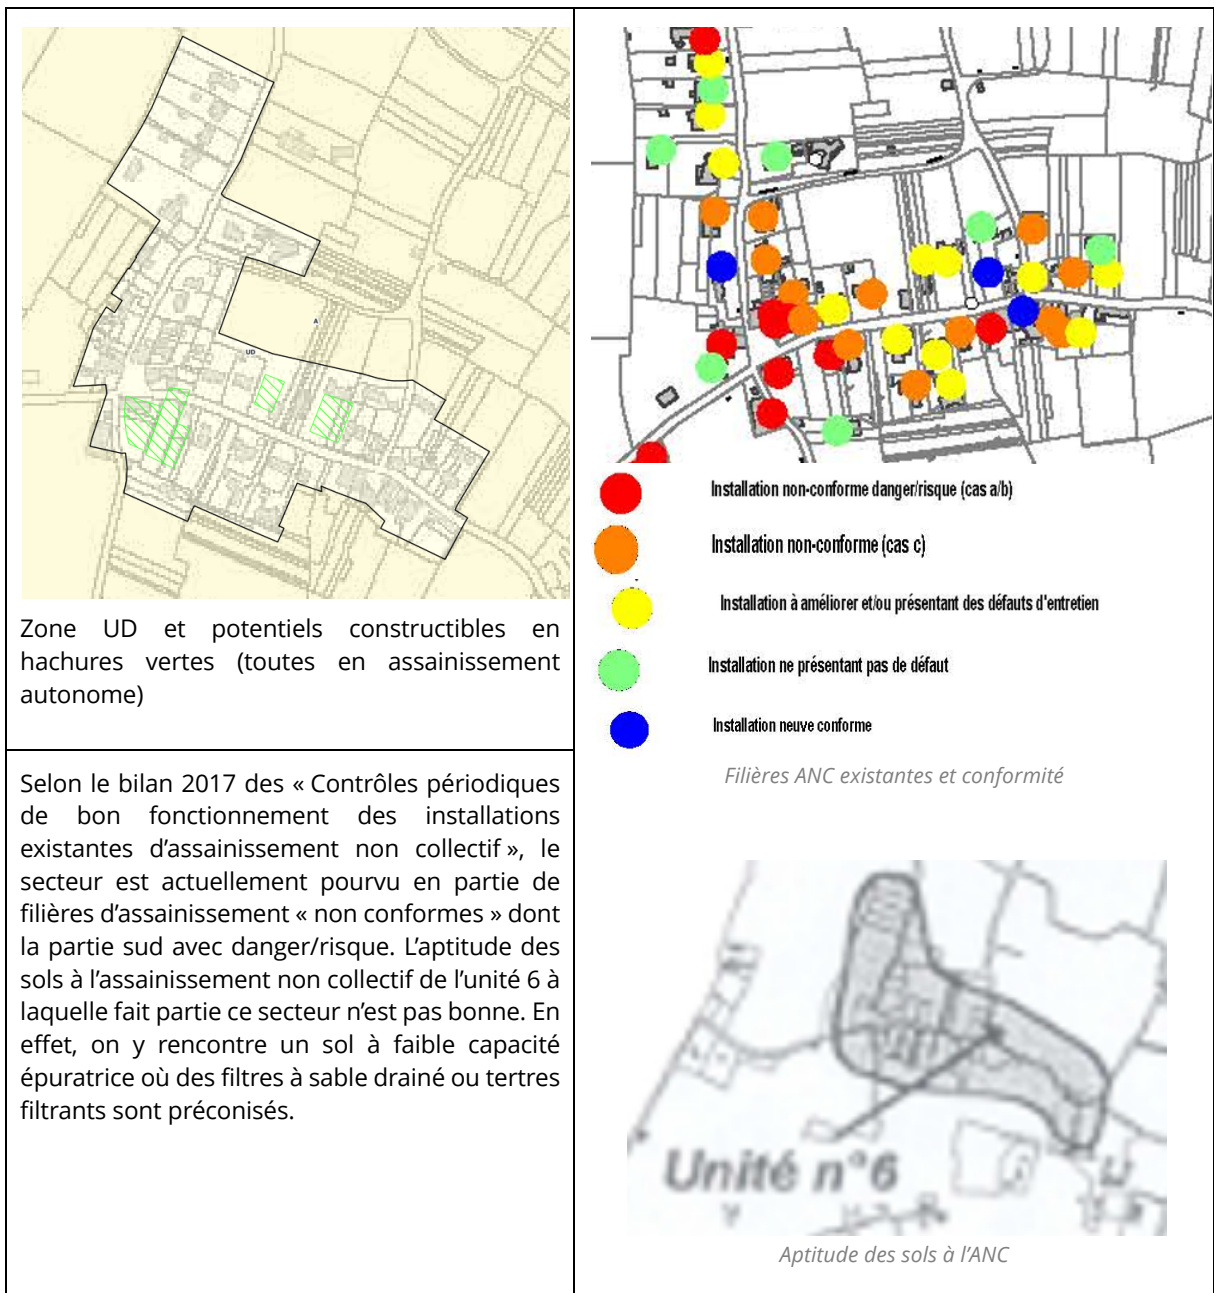 A
UD
Zone UD et potentiels constructibles en
hachures vertes (toutes en assainissement
autonome)
Selon le bilan 2017 des « Contrôles périodiques
de bon fonctionnement des installations
existantes d’assainissement non collectif », le
secteur est actuellement pourvu en partie de
filières d’assainissement « non conformes » dont
la partie sud avec danger/risque. L’aptitude des
sols à l’assainissement non collectif de l’unité 6 à
laquelle fait partie ce secteur n’est pas bonne. En
effet, on y rencontre un sol à faible capacité
épuratrice où des filtres à sable drainé ou tertres
filtrants sont préconisés.
Installation non-conforme danger/risque (cas a/b)
Installation non-conforme (cas c)
Installation à améliorer et/ou présentant des défauts d'entretien
Installation ne présentant pas de défaut
Installation neuve conforme
Filières ANC existantes et conformité
Unité n°6
Aptitude des sols à l’ANC